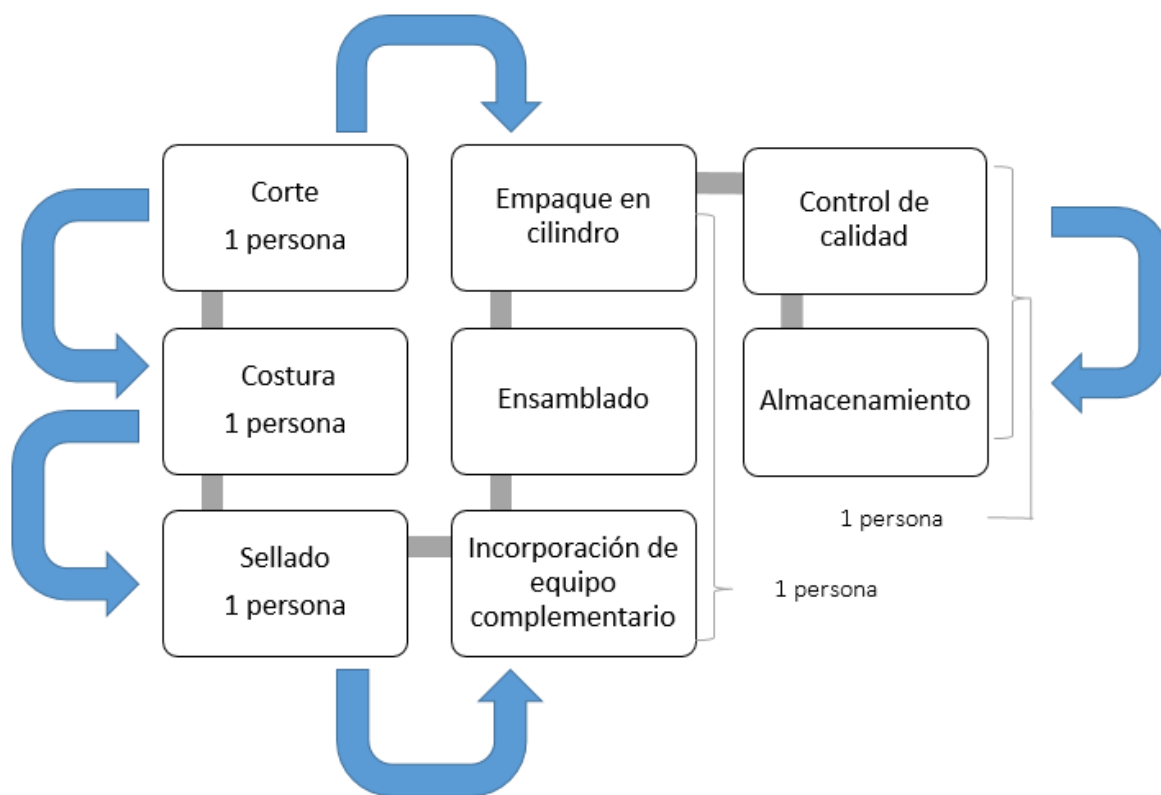 Corte
1 persona
Costura
1 persona
Sellado
1 persona
Empaque en
cilindro
Ensamblado
Incorporación de
equipo
complementario
Control de
calidad
Almacenamiento
1 persona
1 persona